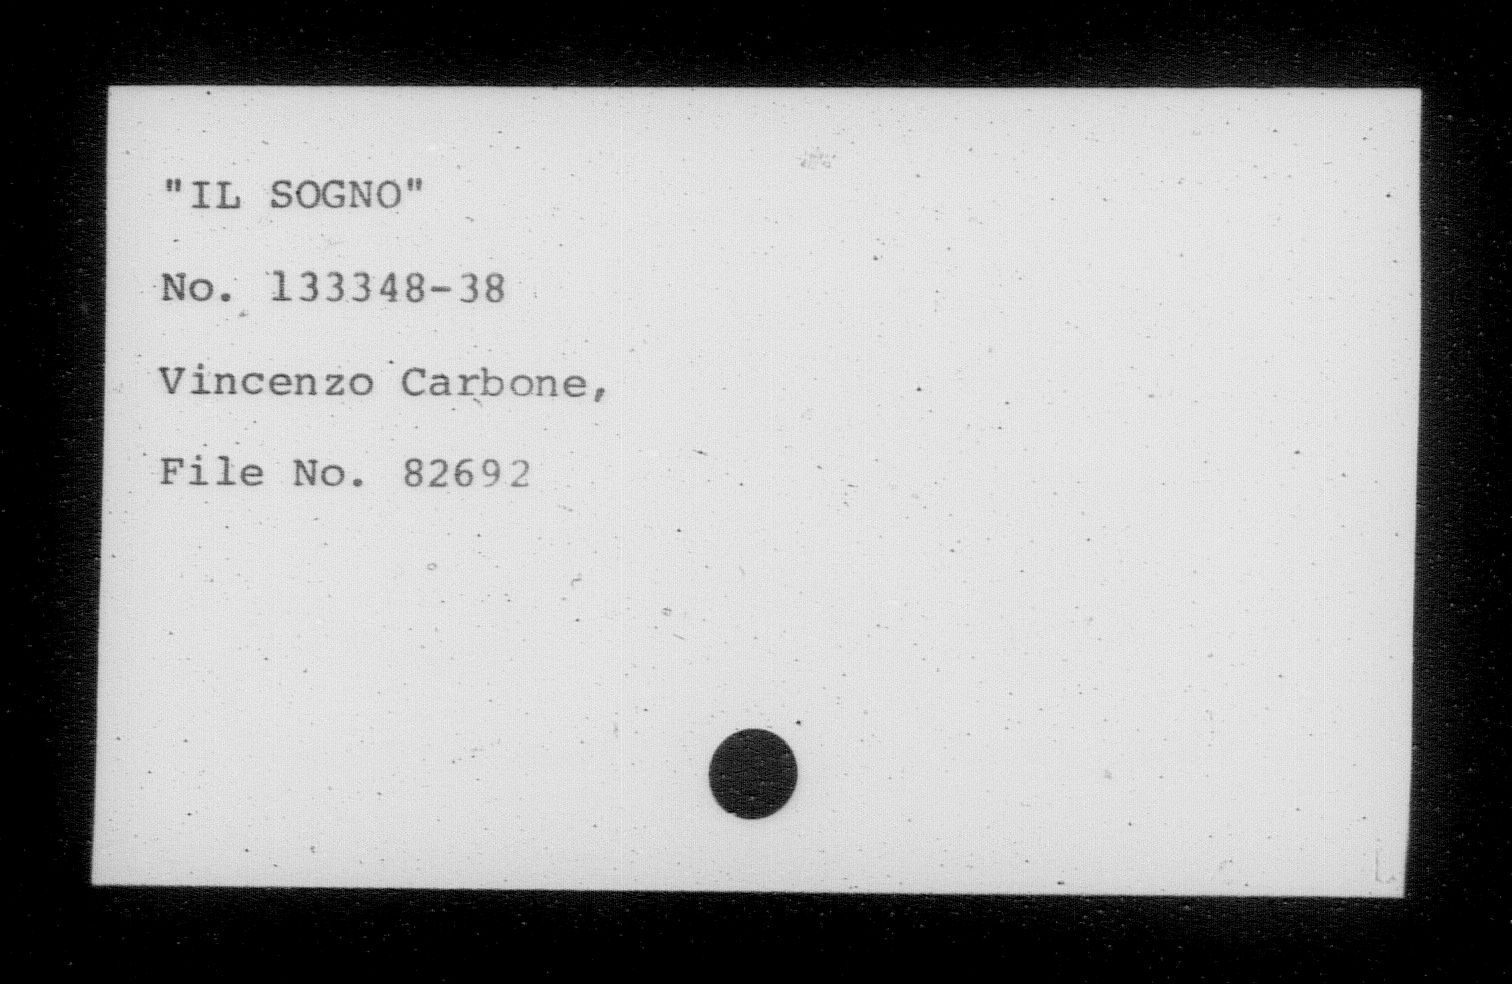 "IL SOGNO"
No. 133348-38
Vincenzo Carbone,
File No. 82692